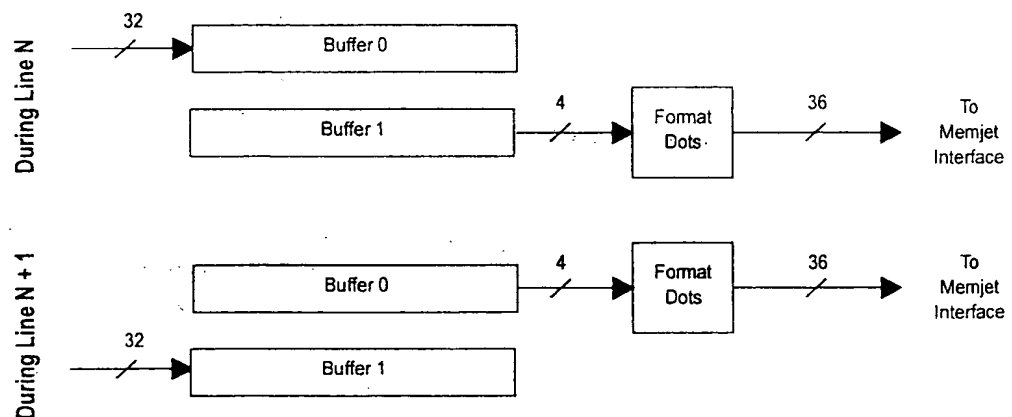 During Line N
32
Buffer 0
Buffer 1
4
Format
Dots
36
To
Memjet
Interface
During Line N + 1
Buffer 0
4
Format
Dots
36
To
Memjet
Interface
32
Buffer 1